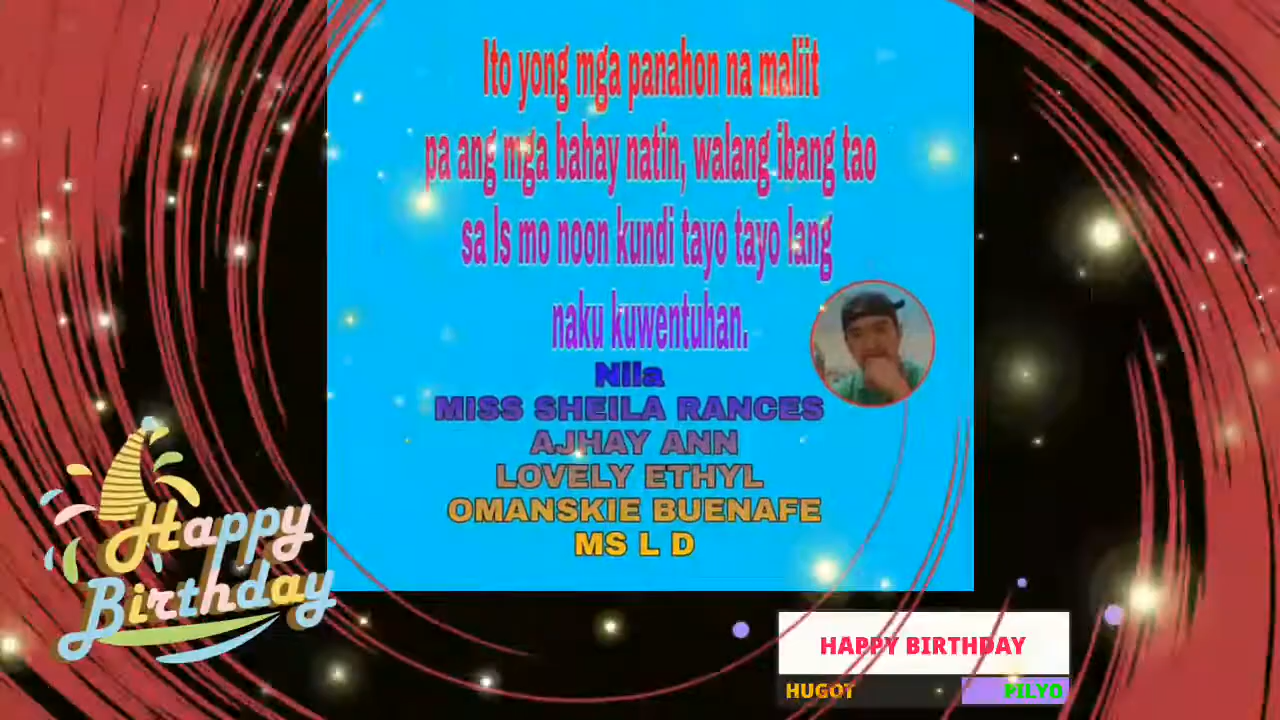 Ito yong mga panahon na maliit
pa ang mga bahay natin, walang ibang tao
sa ls mo noon kundi tayo tayo lang
naku kuwentuhan.
Nila
MISS SHEILA RANCES
AJHAY ANN
LOVELY ETHYL
OMANSKIE BUENAFE
MS L D
Happy
Birthday
HAPPY BIRTHDAY
HUGOT
PILYO